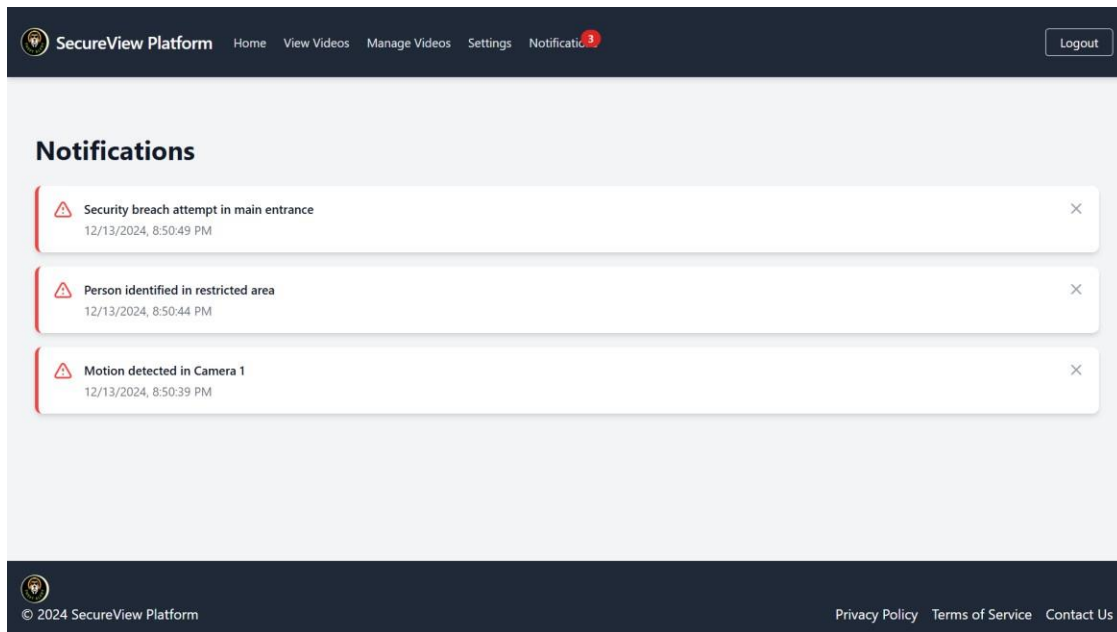 SecureView Platform Home View Videos Manage Videos Settings Notificatio 3 Logout
Notifications
Security breach attempt in main entrance
12/13/2024, 8:50:49 PM
Person identified in restricted area
12/13/2024, 8:50:44 PM
Motion detected in Camera 1
12/13/2024, 8:50:39 PM
© 2024 SecureView Platform Privacy Policy Terms of Service Contact Us